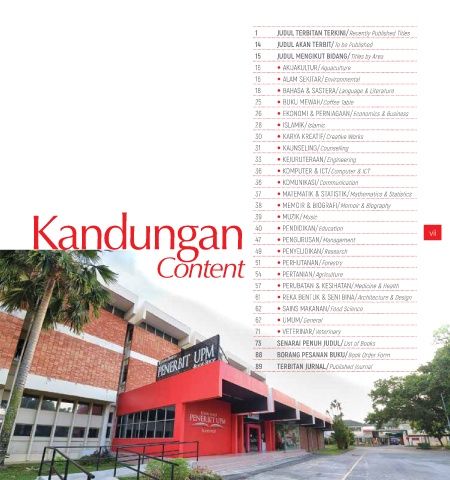 1 JUDUL TERBITAN TERKINI/Recently Published Titles
14 JUDUL AKAN TERBIT/To be Published
15 JUDUL MENGIKUT BIDANG/Titles by Area
15 • AKUAKULTUR/Aquaculture
16 • ALAM SEKITAR/Environmental
18 • BAHASA & SASTERA/Language & Literature
25 • BUKU MEWAH/Coffee Table
26 • EKONOMI & PERNIAGAAN/Economics & Business
28 • ISLAMIK/Islamic
30 • KARYA KREATIF/Creative Works
31 • KAUNSELING/Counselling
33 • KEJURUTERAAN/Engineering
36 • KOMPUTER & ICT/Computer & ICT
36 • KOMUNIKASI/Communication
37 • MATEMATIK & STATISTIK/Mathematics & Statistics
38 • MEMOIR & BIOGRAFI/Memoir & Biography
39 • MUZIK/Music
40 • PENDIDIKAN/Education
47 • PENGURUSAN/Management
49 • PENYELIDIKAN/Research
51 • PERHUTANAN/Forestry
54 • PERTANIAN/Agriculture
57 • PERUBATAN & KESIHATAN/Medicine & Health
61 • REKA BENTUK & SENI BINA/Architecture & Design
62 • SAINS MAKANAN/Food Science
62 • UMUM/General
71 • VETERINAR/Veterinary
73 SENARAI PENUH JUDUL/List of Books
88 BORANG PESANAN BUKU/Book Order Form
89 TERBITAN JURNAL/Published Journal
vii
Kandungan
Content
PENERBIT UPM
PENERBIT UPM